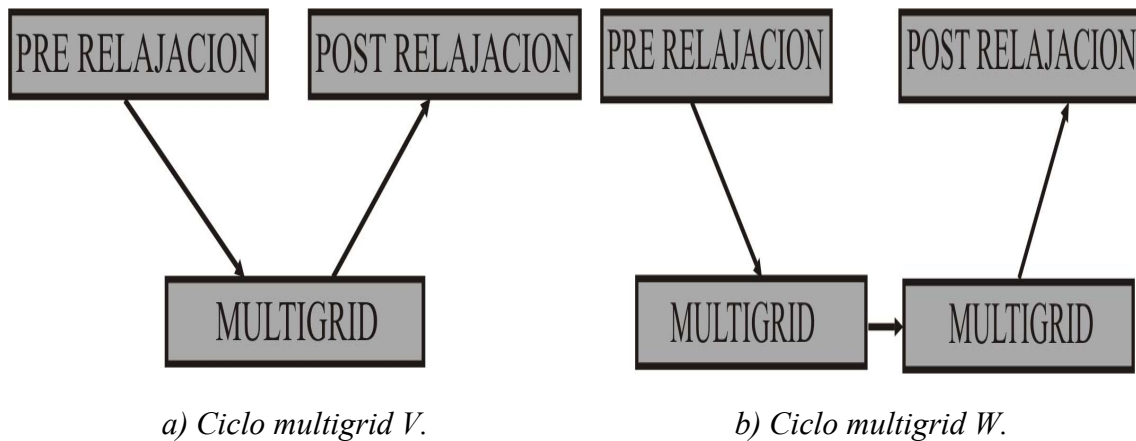 PRE RELAJACION
POST RELAJACION
MULTIGRID
a) Ciclo multigrid V.
PRE RELAJACION
POST RELAJACION
MULTIGRID
MULTIGRID
b) Ciclo multigrid W.